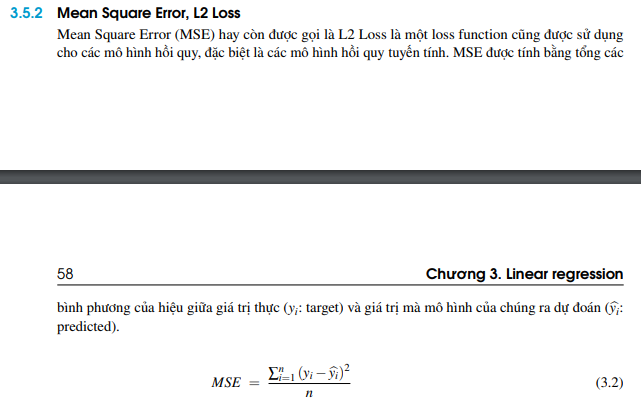 3.5.2 Mean Square Error, L2 Loss
Mean Square Error (MSE) hay còn được gọi là L2 Loss là một loss function cũng được sử dụng
cho các mô hình hồi quy, đặc biệt là các mô hình hồi quy tuyến tính. MSE được tính bằng tổng các
58 Chương 3. Linear regression
bình phương của hiệu giữa giá trị thực (yᵢ: target) và giá trị mà mô hình của chúng ra dự đoán (ŷᵢ:
predicted).
MSE = \frac{\sum_{i=1}^{n} (y_i - \hat{y}_i)^2}{n} (3.2)